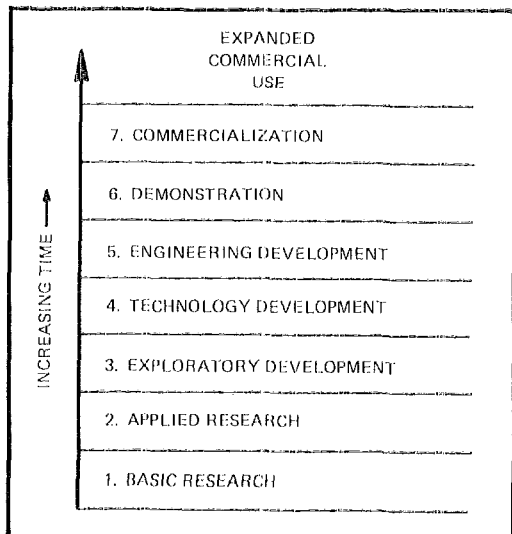 EXPANDED
COMMERCIAL
USE
7. COMMERCIALIZATION
6. DEMONSTRATION
5. ENGINEERING DEVELOPMENT
4. TECHNOLOGY DEVELOPMENT
3. EXPLORATORY DEVELOPMENT
2. APPLIED RESEARCH
1. BASIC RESEARCH
INCREASING TIME